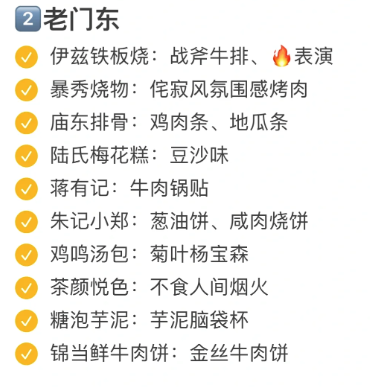 2️⃣老门东
伊兹铁板烧：战斧牛排、🔥表演
暴秀烧物：侘寂风氛围感烤肉
庙东排骨：鸡肉条、地瓜条
陆氏梅花糕：豆沙味
蒋有记：牛肉锅贴
朱记小郑：葱油饼、咸肉烧饼
鸡鸣汤包：菊叶杨宝森
茶颜悦色：不食人间烟火
糖泡芋泥：芋泥脑袋杯
锦当鲜牛肉饼：金丝牛肉饼